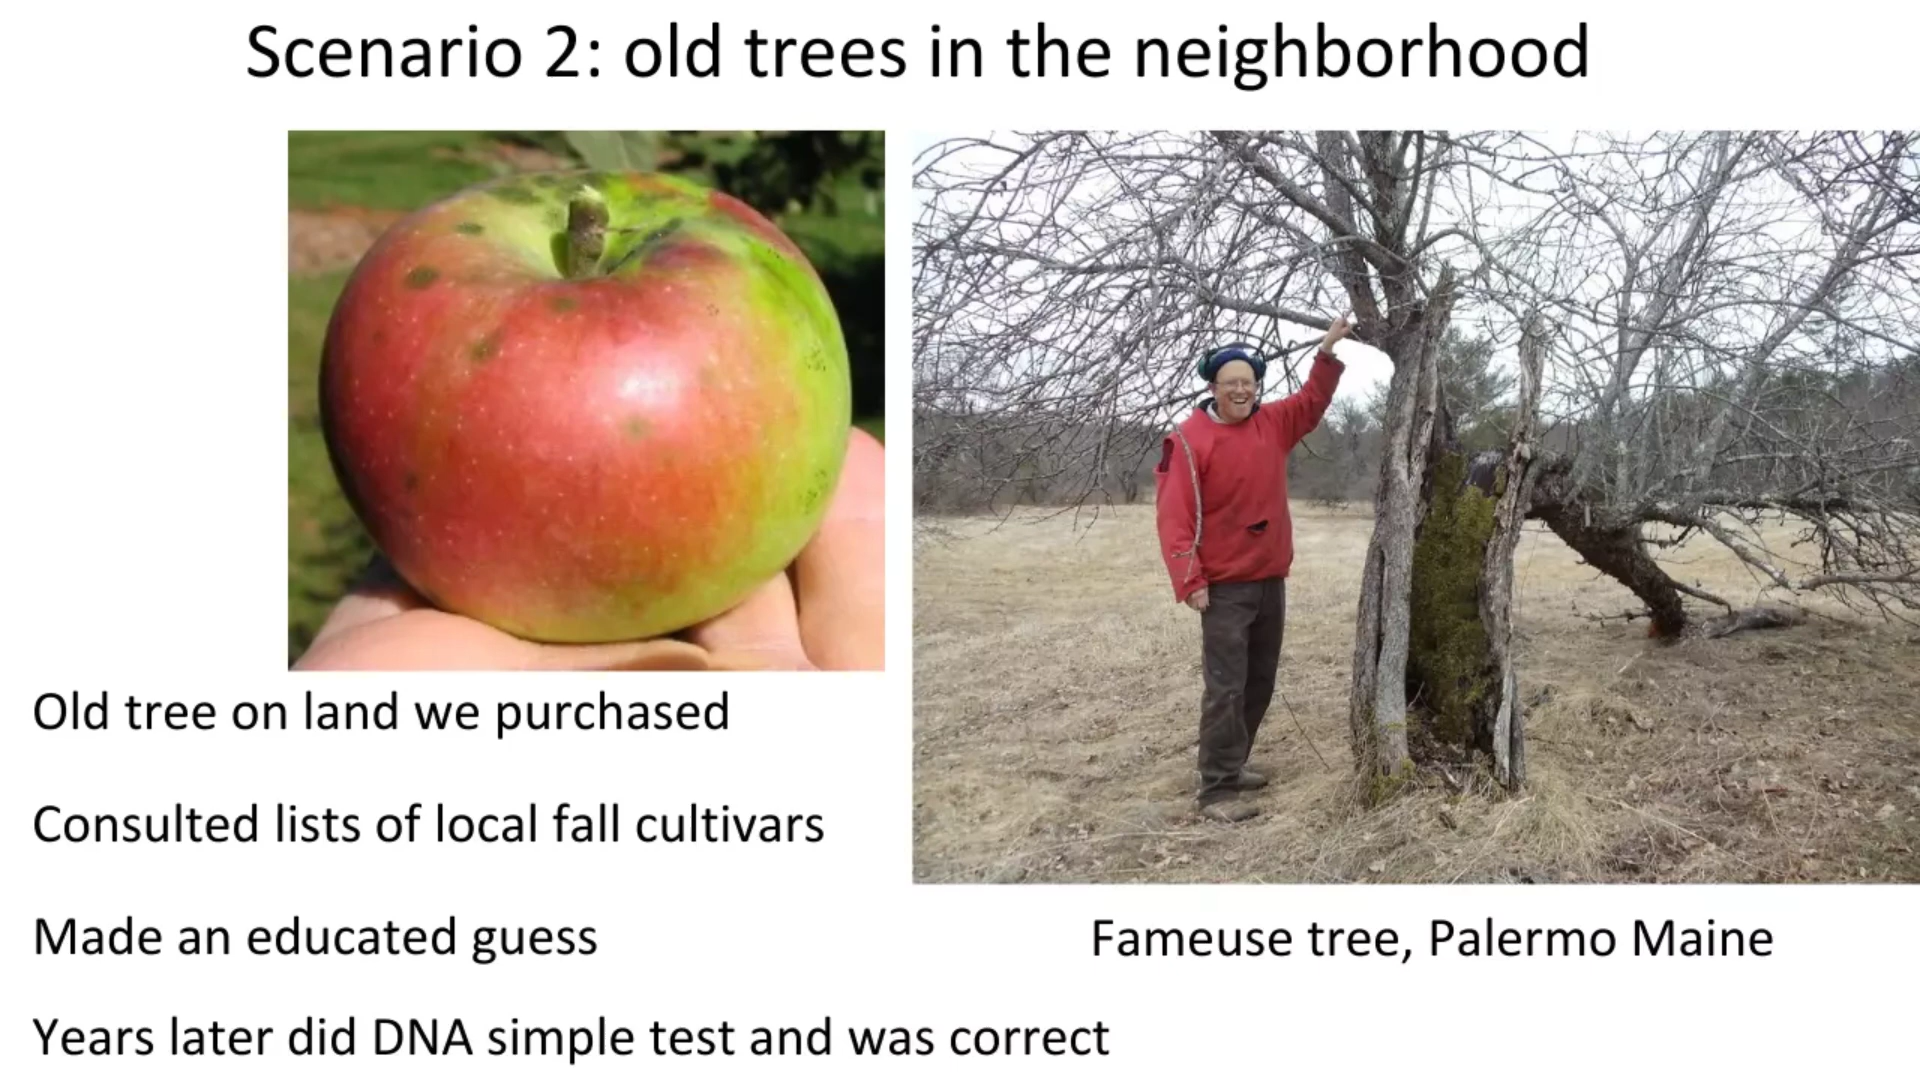 Scenario 2: old trees in the neighborhood
Old tree on land we purchased
Consulted lists of local fall cultivars
Made an educated guess
Fameuse tree, Palermo Maine
Years later did DNA simple test and was correct